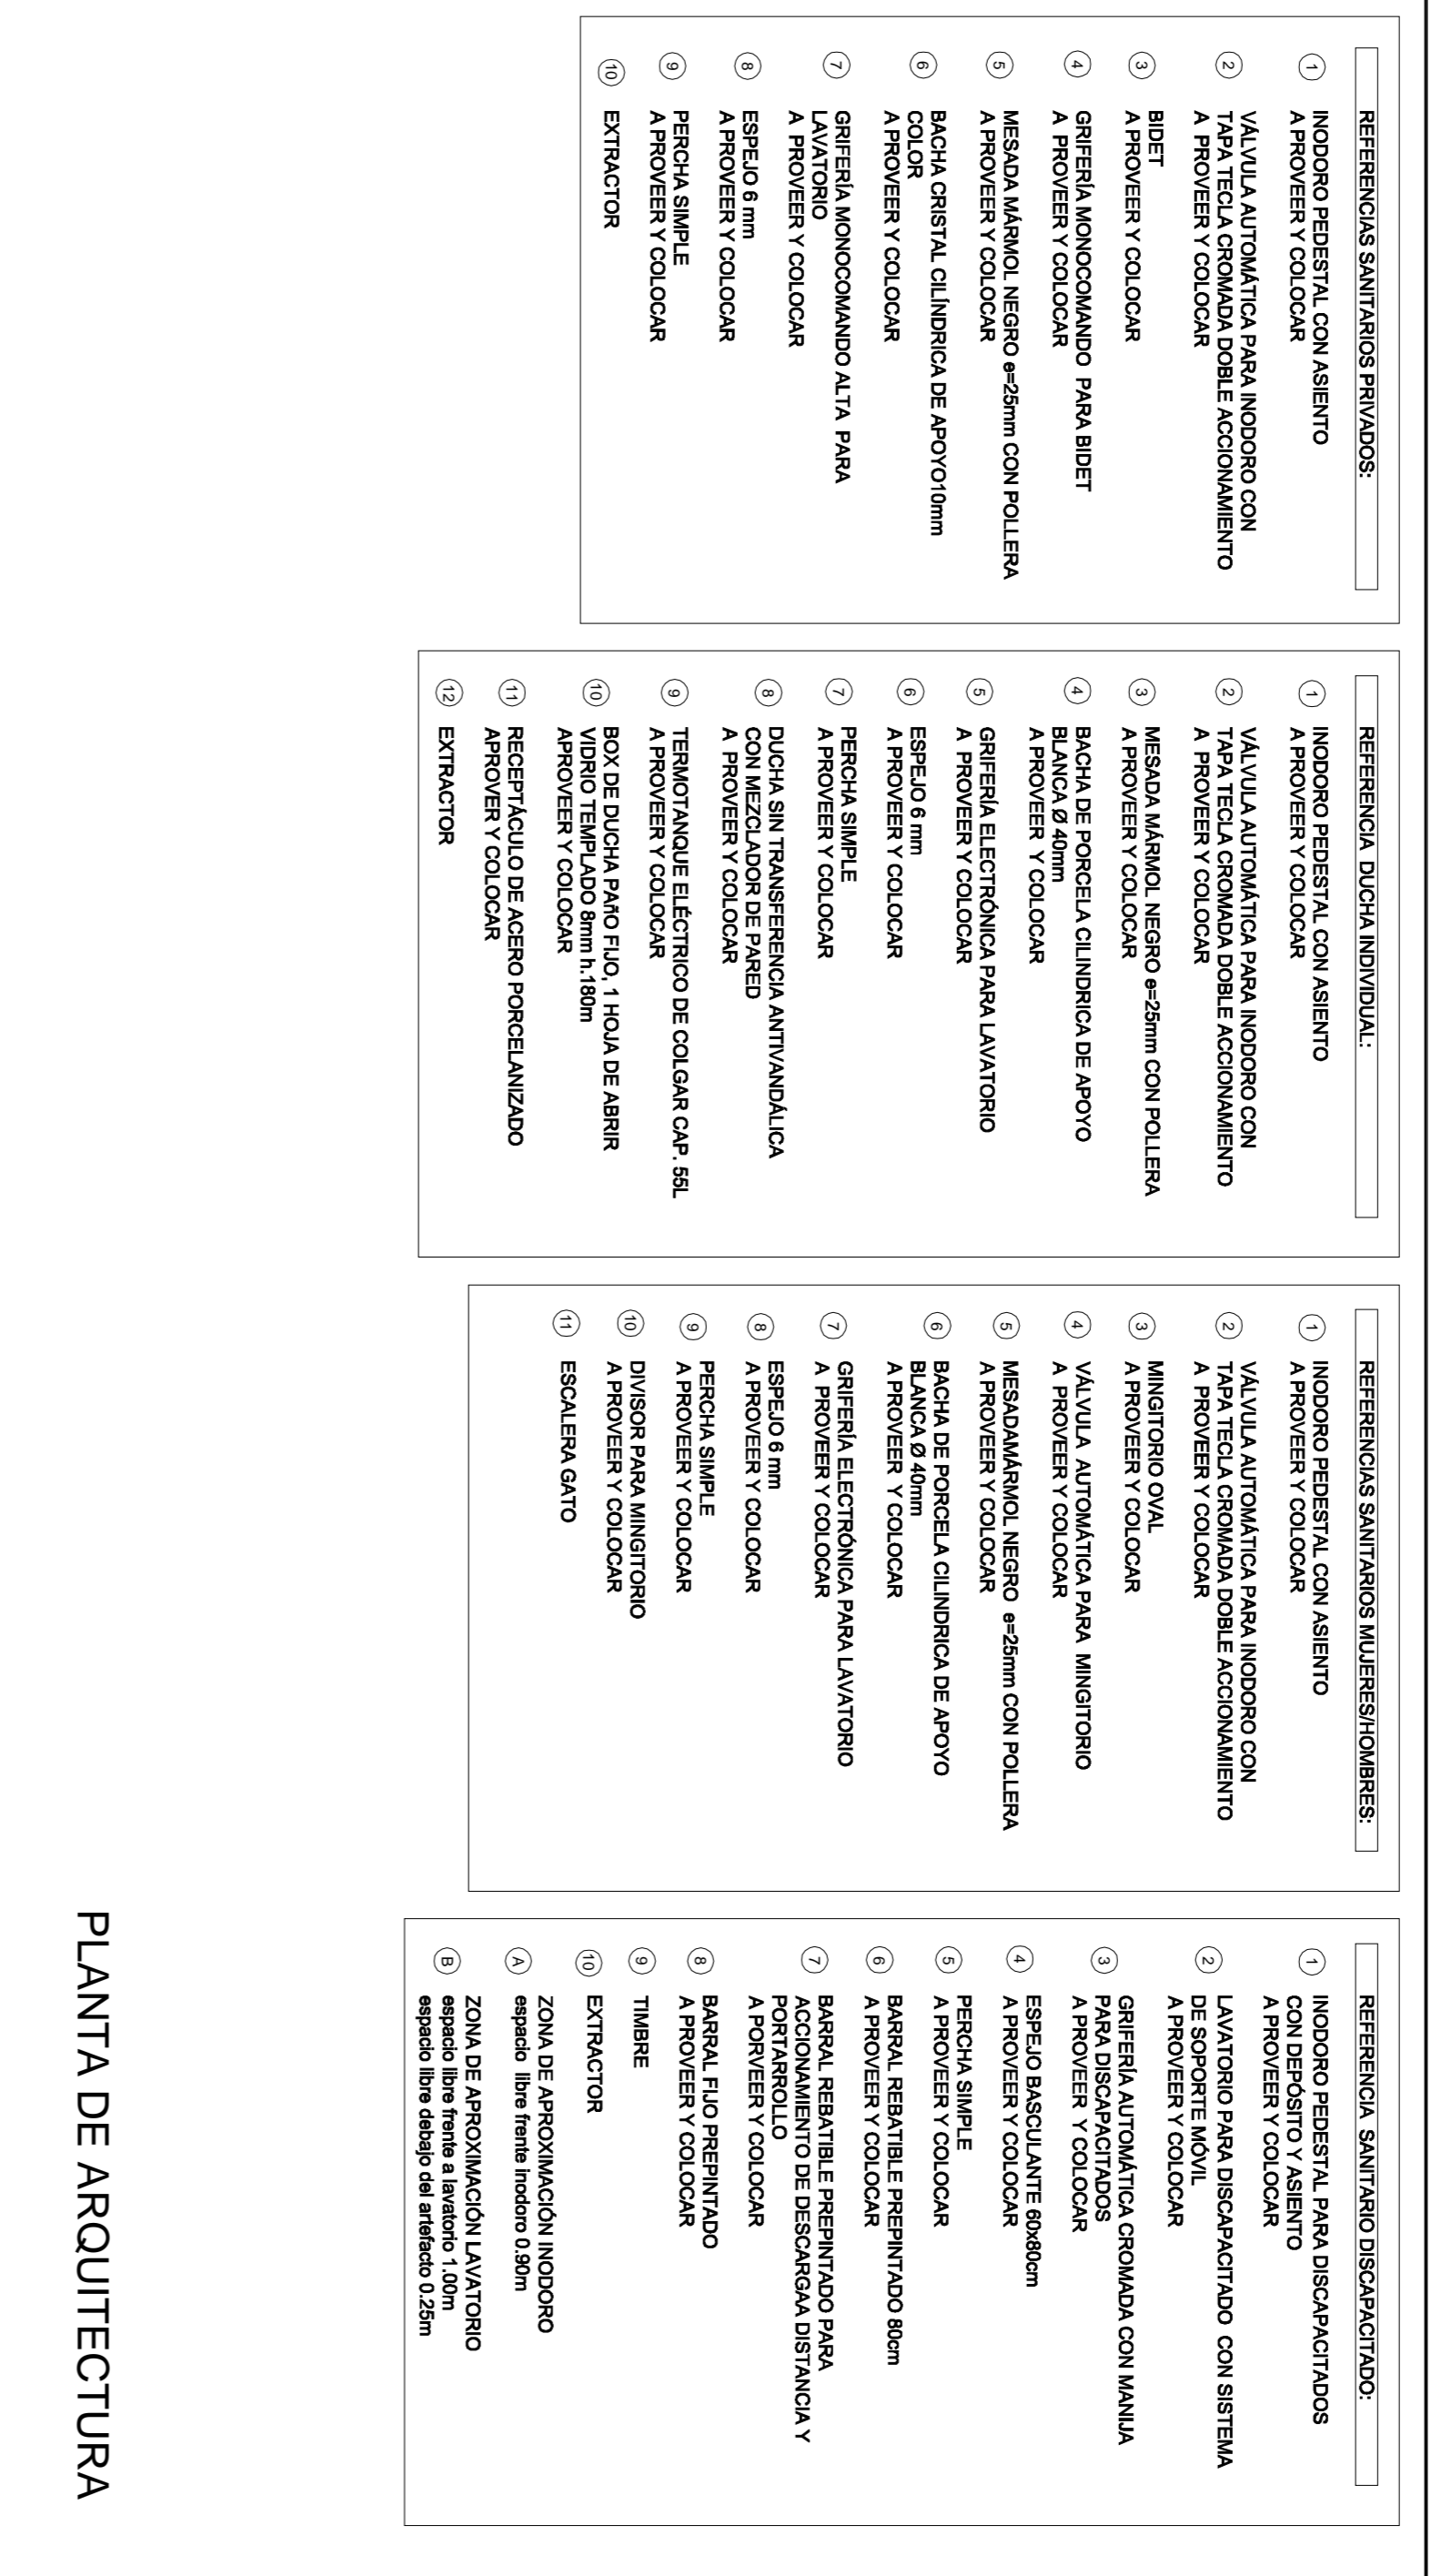 REFERENCIAS SANITARIOS PRIVADOS:
1 INODORO PEDESTAL CON ASIENTO
A PROVEER Y COLOCAR
2 VÁLVULA AUTOMÁTICA PARA INODORO CON
TAPA TECLA CROMADA DOBLE ACCIONAMIENTO
A PROVEER Y COLOCAR
3 BIDET
A PROVEER Y COLOCAR
4 GRIFERÍA MONOCOMANDO PARA BIDET
A PROVEER Y COLOCAR
5 MESADA MÁRMOL NEGRO e=25mm CON POLLERA
A PROVEER Y COLOCAR
6 BACHA CRISTAL CILÍNDRICA DE APOYO10mm
COLOR
A PROVEER Y COLOCAR
7 GRIFERÍA MONOCOMANDO ALTA PARA
LAVATORIO
A PROVEER Y COLOCAR
8 ESPEJO 6 mm
A PROVEER Y COLOCAR
9 PERCHA SIMPLE
A PROVEER Y COLOCAR
10 EXTRACTOR
REFERENCIA DUCHA INDIVIDUAL:
1 INODORO PEDESTAL CON ASIENTO
A PROVEER Y COLOCAR
2 VÁLVULA AUTOMÁTICA PARA INODORO CON
TAPA TECLA CROMADA DOBLE ACCIONAMIENTO
A PROVEER Y COLOCAR
3 MESADA MÁRMOL NEGRO e=25mm CON POLLERA
A PROVEER Y COLOCAR
4 BACHA DE PORCELA CILINDRICA DE APOYO
BLANCA Ø 40mm
A PROVEER Y COLOCAR
5 GRIFERÍA ELECTRÓNICA PARA LAVATORIO
A PROVEER Y COLOCAR
6 ESPEJO 6 mm
A PROVEER Y COLOCAR
7 PERCHA SIMPLE
A PROVEER Y COLOCAR
8 DUCHA SIN TRANSFERENCIA ANTIVANDÁLICA
CON MEZCLADOR DE PARED
A PROVEER Y COLOCAR
9 TERMOTANQUE ELÉCTRICO DE COLGAR CAP. 55L
A PROVEER Y COLOCAR
10 BOX DE DUCHA PAñO FIJO, 1 HOJA DE ABRIR
VIDRIO TEMPLADO 8mm h.180m
APROVEER Y COLOCAR
11 RECEPTÁCULO DE ACERO PORCELANIZADO
APROVER Y COLOCAR
12 EXTRACTOR
REFERENCIAS SANITARIOS MUJERES/HOMBRES:
1 INODORO PEDESTAL CON ASIENTO
A PROVEER Y COLOCAR
2 VÁLVULA AUTOMÁTICA PARA INODORO CON
TAPA TECLA CROMADA DOBLE ACCIONAMIENTO
A PROVEER Y COLOCAR
3 MINGITORIO OVAL
A PROVEER Y COLOCAR
4 VÁLVULA AUTOMÁTICA PARA MINGITORIO
A PROVEER Y COLOCAR
5 MESADAMÁRMOL NEGRO e=25mm CON POLLERA
A PROVEER Y COLOCAR
6 BACHA DE PORCELA CILINDRICA DE APOYO
BLANCA Ø 40mm
A PROVEER Y COLOCAR
7 GRIFERÍA ELECTRÓNICA PARA LAVATORIO
A PROVEER Y COLOCAR
8 ESPEJO 6 mm
A PROVEER Y COLOCAR
9 PERCHA SIMPLE
A PROVEER Y COLOCAR
10 DIVISOR PARA MINGITORIO
A PROVEER Y COLOCAR
11 ESCALERA GATO
REFERENCIA SANITARIO DISCAPACITADO:
1 INODORO PEDESTAL PARA DISCAPACITADOS
CON DEPÓSITO Y ASIENTO
A PROVEER Y COLOCAR
2 LAVATORIO PARA DISCAPACITADO CON SISTEMA
DE SOPORTE MÓVIL
A PROVEER Y COLOCAR
3 GRIFERÍA AUTOMÁTICA CROMADA CON MANIJA
PARA DISCAPACITADOS
A PROVEER Y COLOCAR
4 ESPEJO BASCULANTE 60x80cm
A PROVEER Y COLOCAR
5 PERCHA SIMPLE
A PROVEER Y COLOCAR
6 BARRAL REBATIBLE PREPINTADO 80cm
A PROVEER Y COLOCAR
7 BARRAL REBATIBLE PREPINTADO PARA
ACCIONAMIENTO DE DESCARGAA DISTANCIA Y
PORTARROLLO
A PORVEER Y COLOCAR
8 BARRAL FIJO PREPINTADO
A PROVEER Y COLOCAR
9 TIMBRE
10 EXTRACTOR
A ZONA DE APROXIMACIÓN INODORO
espacio libre frente inodoro 0.90m
B ZONA DE APROXIMACIÓN LAVATORIO
espacio libre frente a lavatorio 1.00m
espacio libre debajo del artefacto 0.25m
PLANTA DE ARQUITECTURA